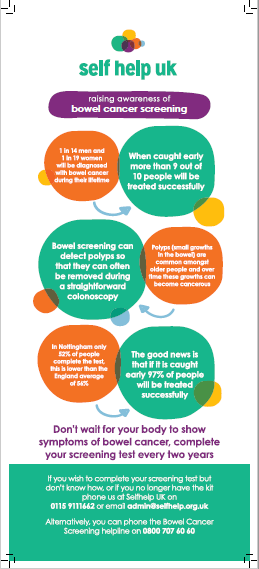 self help uk
raising awareness of
bowel cancer screening
1 in 14 men and
1 in 19 women
will be diagnosed
with bowel cancer
during their lifetime
When caught early
more than 9 out of
10 people will be
treated successfully
Bowel screening can
detect polyps so
that they can often
be removed during
a straightforward
colonoscopy
Polyps (small growths
in the bowel) are
common amongst
older people and over
time these growths can
become cancerous
In Nottingham only
52% of people
complete the test,
this is lower than the
England average
of 56%
The good news is
that if it is caught
early 97% of people
will be treated
successfully
Don't wait for your body to show
symptoms of bowel cancer, complete
your screening test every two years
If you wish to complete your screening test but
don't know how, or if you no longer have the kit
phone us at Selfhelp UK on
0115 9111662 or email admin@selfhelp.org.uk
Alternatively, you can phone the Bowel Cancer
Screening helpline on 0800 707 60 60